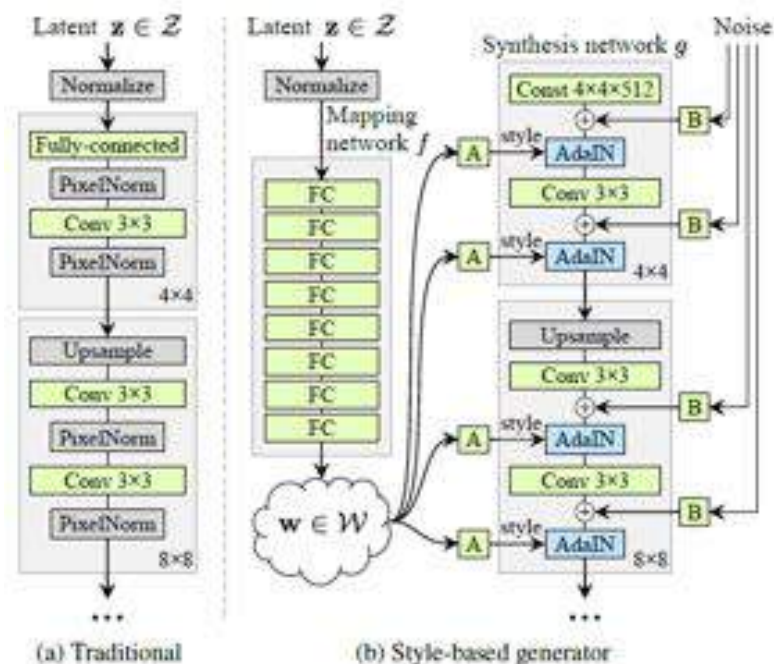 Latent z ∈ Z
Normalize
Fully-connected
PixelNorm
Conv 3×3
PixelNorm
4×4
Upsample
Conv 3×3
PixelNorm
Conv 3×3
PixelNorm
8×8
...
(a) Traditional
Latent z ∈ Z
Normalize
Mapping
network f
FC
FC
FC
FC
FC
FC
FC
FC
w ∈ W
Noise
Synthesis network g
Const 4×4×512
B
A
style
AdaIN
Conv 3×3
B
A
style
AdaIN
4×4
Upsample
Conv 3×3
B
A
style
AdaIN
Conv 3×3
B
A
style
AdaIN
8×8
...
(b) Style-based generator